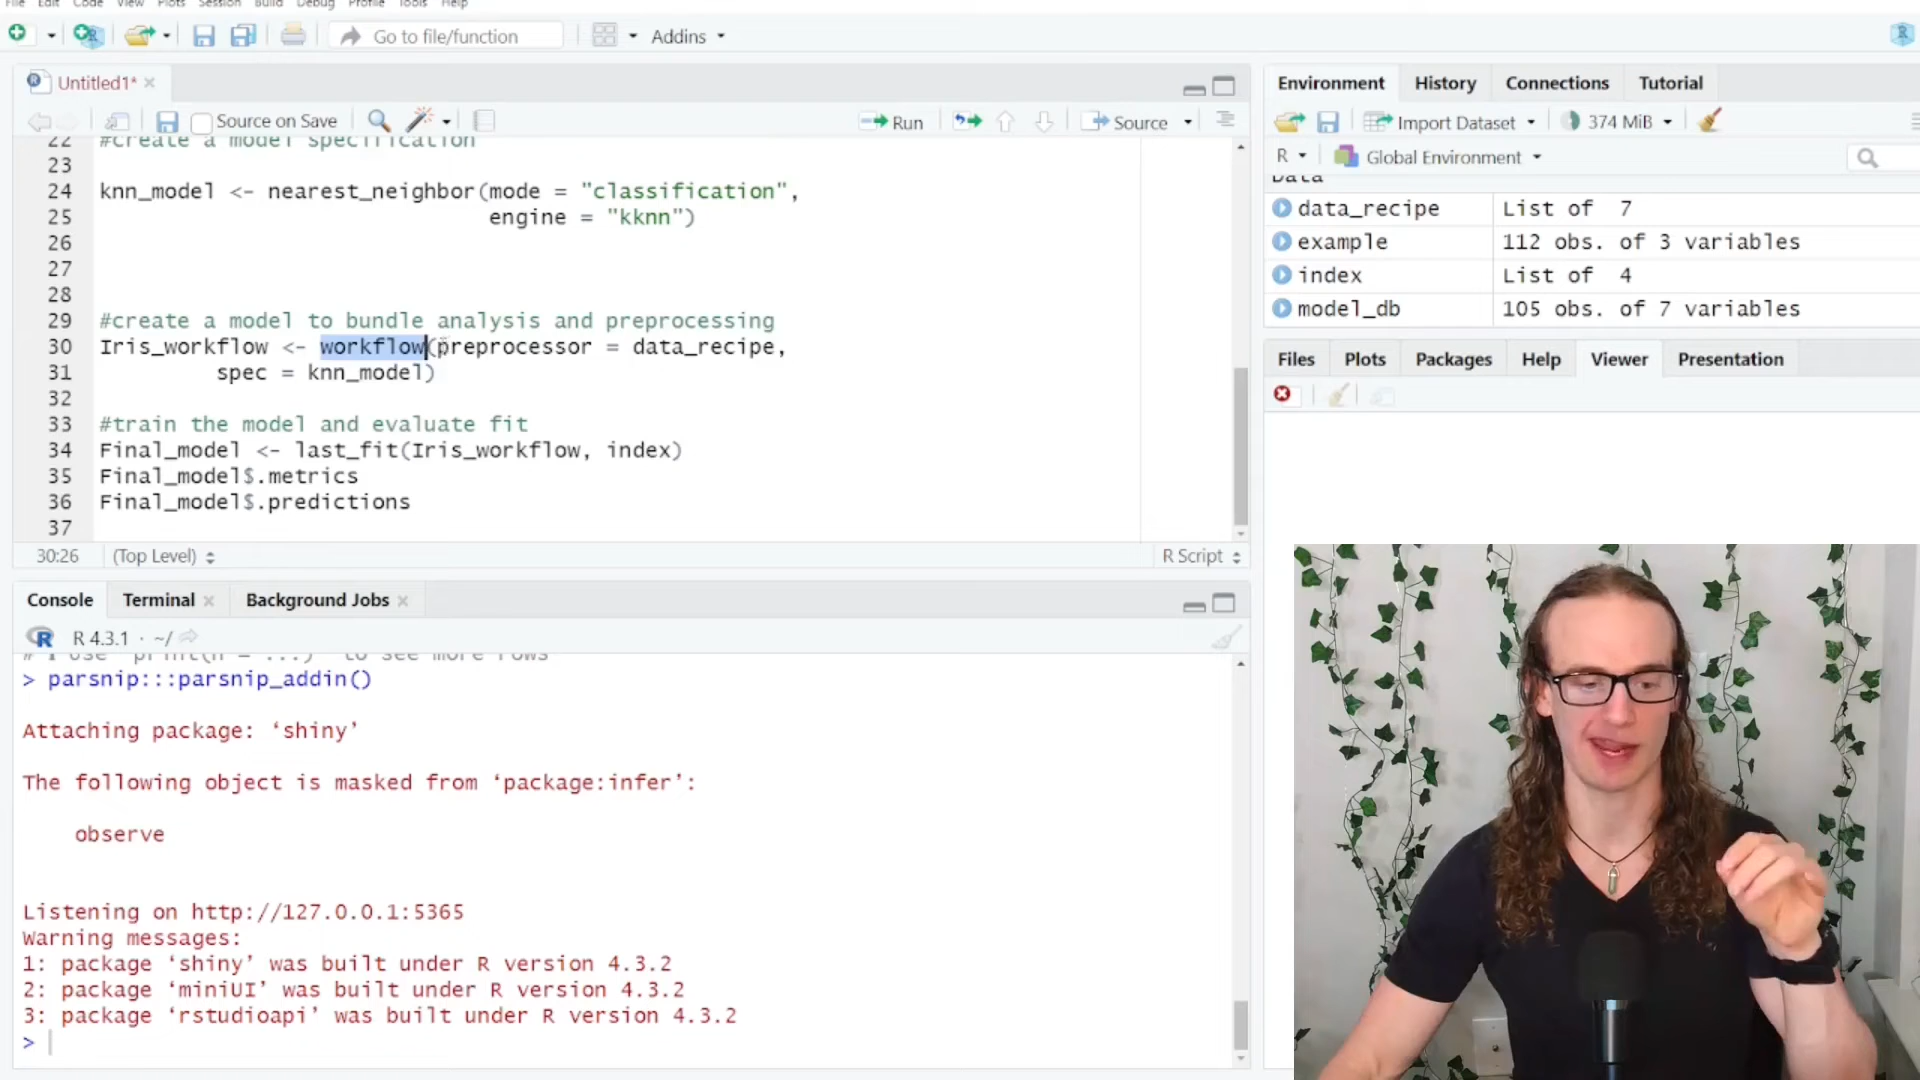 File Edit Code View Plots Session Build Debug Profile Tools Help
Go to file/function
Addins
Untitled1*
Source on Save
Run
Source
22 #create a model specification
23
24 knn_model <- nearest_neighbor(mode = "classification",
25 engine = "kknn")
26
27
28
29 #create a model to bundle analysis and preprocessing
30 Iris_workflow <- workflow(preprocessor = data_recipe,
31 spec = knn_model)
32
33 #train the model and evaluate fit
34 Final_model <- last_fit(Iris_workflow, index)
35 Final_model$.metrics
36 Final_model$.predictions
37
30:26 (Top Level) R Script
Console Terminal Background Jobs
R 4.3.1 · ~/
# ℹ Use `print(n = ...)` to see more rows
> parsnip:::parsnip_addin()
Attaching package: ‘shiny’
The following object is masked from ‘package:infer’:
observe
Listening on http://127.0.0.1:5365
Warning messages:
1: package ‘shiny’ was built under R version 4.3.2
2: package ‘miniUI’ was built under R version 4.3.2
3: package ‘rstudioapi’ was built under R version 4.3.2
>
Environment History Connections Tutorial
Import Dataset 374 MiB
R Global Environment
Data
data_recipe List of 7
example 112 obs. of 3 variables
index List of 4
model_db 105 obs. of 7 variables
Files Plots Packages Help Viewer Presentation